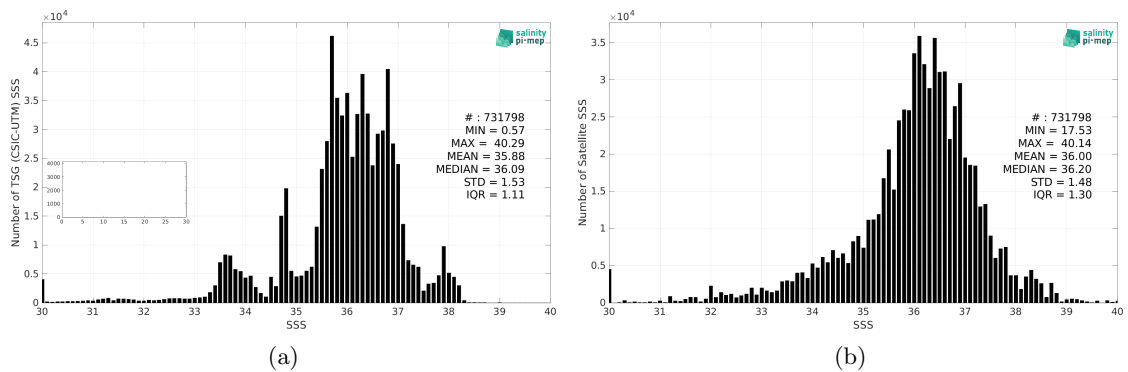 ×10⁴
4.5
4
3.5
3
2.5
2
1.5
1
0.5
0
Number of TSG (CSIC-UTM) SSS
salinity
pi-mep
# : 731798
MIN = 0.57
MAX = 40.29
MEAN = 35.88
MEDIAN = 36.09
STD = 1.53
IQR = 1.11
4000
3000
2000
1000
0
0 5 10 15 20 25 30
30 31 32 33 34 35 36 37 38 39 40
SSS
(a)
×10⁴
3.5
3
2.5
2
1.5
1
0.5
0
Number of Satellite SSS
salinity
pi-mep
# : 731798
MIN = 17.53
MAX = 40.14
MEAN = 36.00
MEDIAN = 36.20
STD = 1.48
IQR = 1.30
30 31 32 33 34 35 36 37 38 39 40
SSS
(b)